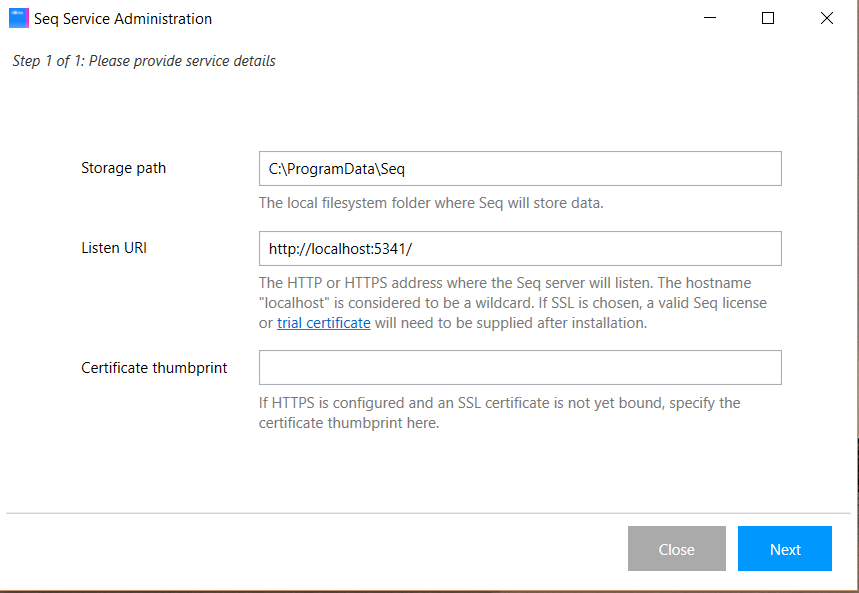 Seq Service Administration
Step 1 of 1: Please provide service details
Storage path
C:\ProgramData\Seq
The local filesystem folder where Seq will store data.
Listen URI
http://localhost:5341/
The HTTP or HTTPS address where the Seq server will listen. The hostname
"localhost" is considered to be a wildcard. If SSL is chosen, a valid Seq license
or trial certificate will need to be supplied after installation.
Certificate thumbprint
If HTTPS is configured and an SSL certificate is not yet bound, specify the
certificate thumbprint here.
Close
Next